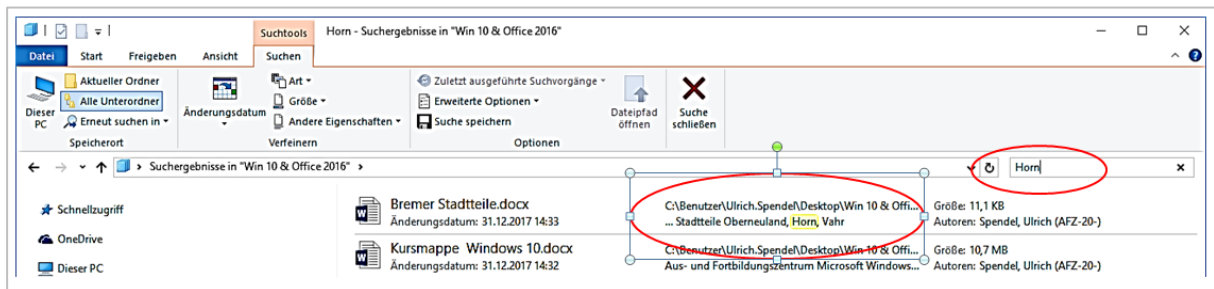 Suchtools Horn - Suchergebnisse in "Win 10 & Office 2016"
Datei Start Freigeben Ansicht Suchen
Dieser PC
Aktueller Ordner
Alle Unterordner
Erneut suchen in
Speicherort
Änderungsdatum
Art
Größe
Andere Eigenschaften
Verfeinern
Zuletzt ausgeführte Suchvorgänge
Erweiterte Optionen
Suche speichern
Dateipfad öffnen
Optionen
Suche schließen
Suchergebnisse in "Win 10 & Office 2016"
Horn
Schnellzugriff
OneDrive
Dieser PC
Bremer Stadtteile.docx
Änderungsdatum: 31.12.2017 14:33
C:\Benutzer\Ulrich.Spendel\Desktop\Win 10 & Offi...
... Stadtteile Oberneuland, Horn, Vahr
Größe: 11,1 KB
Autoren: Spendel, Ulrich (AFZ-20-)
Kursmappe Windows 10.docx
Änderungsdatum: 31.12.2017 14:32
C:\Benutzer\Ulrich.Spendel\Desktop\Win 10 & Offi...
Aus- und Fortbildungszentrum Microsoft Windows...
Größe: 10,7 MB
Autoren: Spendel, Ulrich (AFZ-20-)